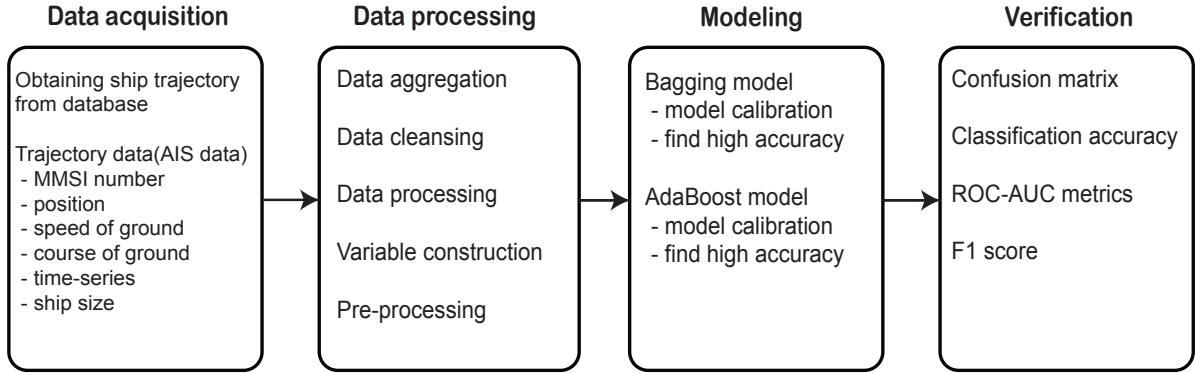 Data acquisition
Obtaining ship trajectory
from database
Trajectory data(AIS data)
- MMSI number
- position
- speed of ground
- course of ground
- time-series
- ship size
Data processing
Data aggregation
Data cleansing
Data processing
Variable construction
Pre-processing
Modeling
Bagging model
- model calibration
- find high accuracy
AdaBoost model
- model calibration
- find high accuracy
Verification
Confusion matrix
Classification accuracy
ROC-AUC metrics
F1 score